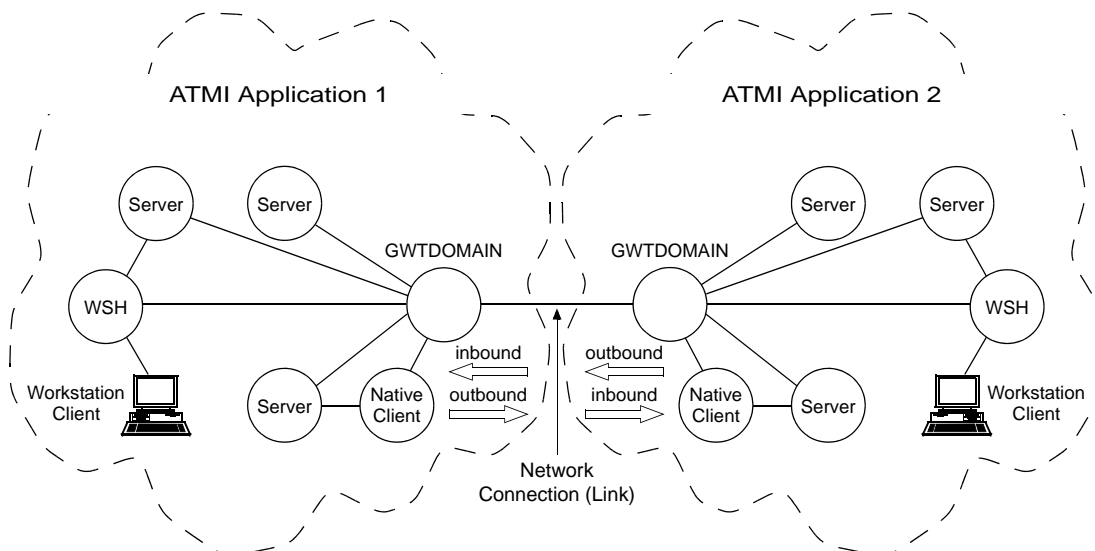 ATMI Application 1
ATMI Application 2
Server
Server
Server
Server
GWTDOMAIN
GWTDOMAIN
WSH
WSH
inbound
outbound
outbound
inbound
Workstation
Client
Server
Native
Client
Native
Client
Server
Workstation
Client
Network
Connection (Link)